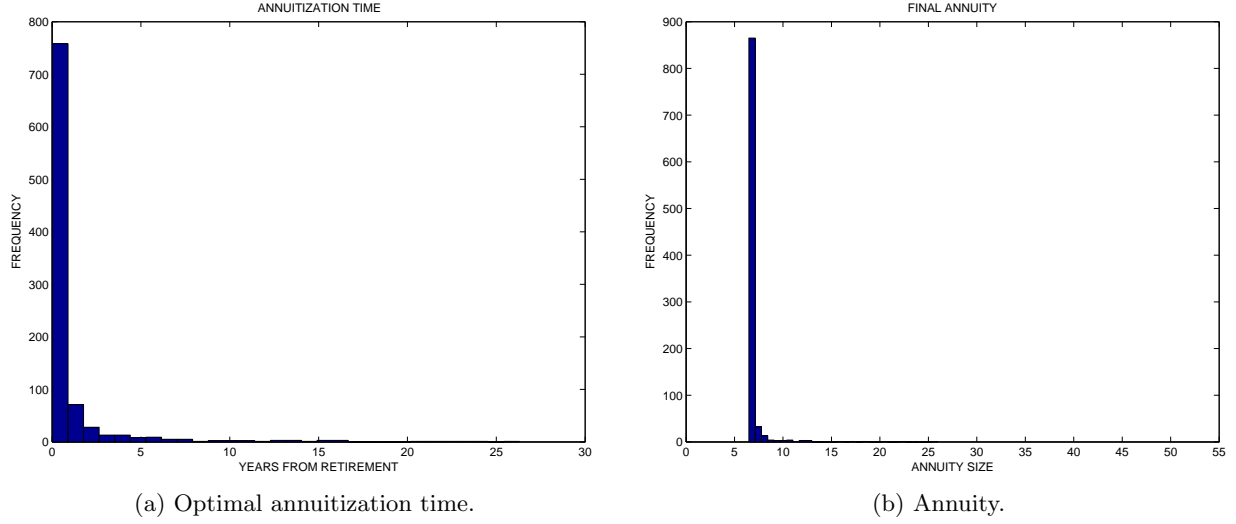 ANNUITIZATION TIME
800
700
600
500
400
300
200
100
0
FREQUENCY
0 5 10 15 20 25 30
YEARS FROM RETIREMENT
(a) Optimal annuitization time.
FINAL ANNUITY
900
800
700
600
500
400
300
200
100
0
FREQUENCY
0 5 10 15 20 25 30 35 40 45 50 55
ANNUITY SIZE
(b) Annuity.